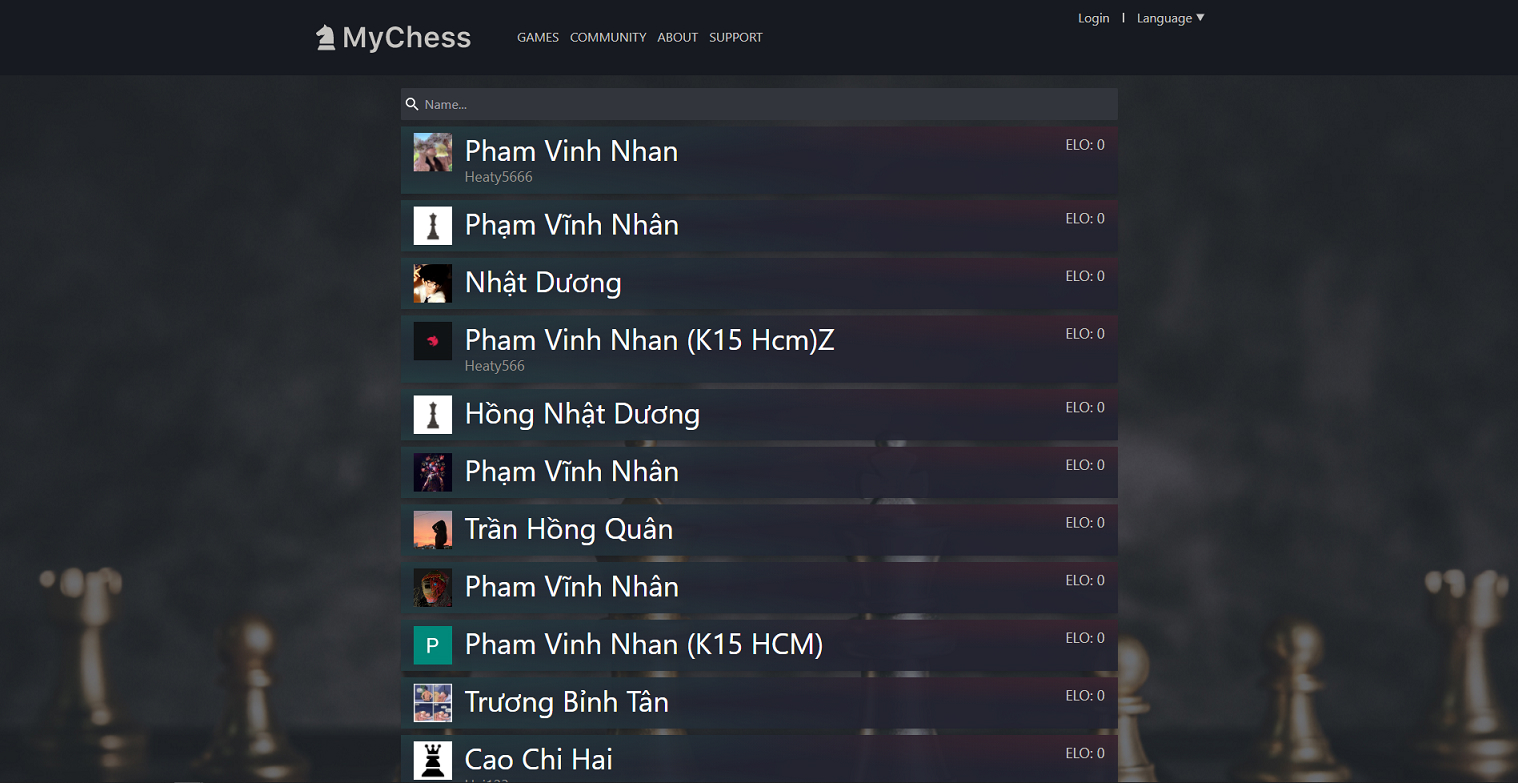 MyChess
GAMES COMMUNITY ABOUT SUPPORT
Login | Language ▼
Name...
Pham Vinh Nhan
Heaty5666
ELO: 0
Phạm Vĩnh Nhân
ELO: 0
Nhật Dương
ELO: 0
Pham Vinh Nhan (K15 Hcm)Z
Heaty566
ELO: 0
Hồng Nhật Dương
ELO: 0
Phạm Vĩnh Nhân
ELO: 0
Trần Hồng Quân
ELO: 0
Pham Vĩnh Nhân
ELO: 0
P
Pham Vinh Nhan (K15 HCM)
ELO: 0
Trương Bỉnh Tân
ELO: 0
Cao Chi Hai
ELO: 0